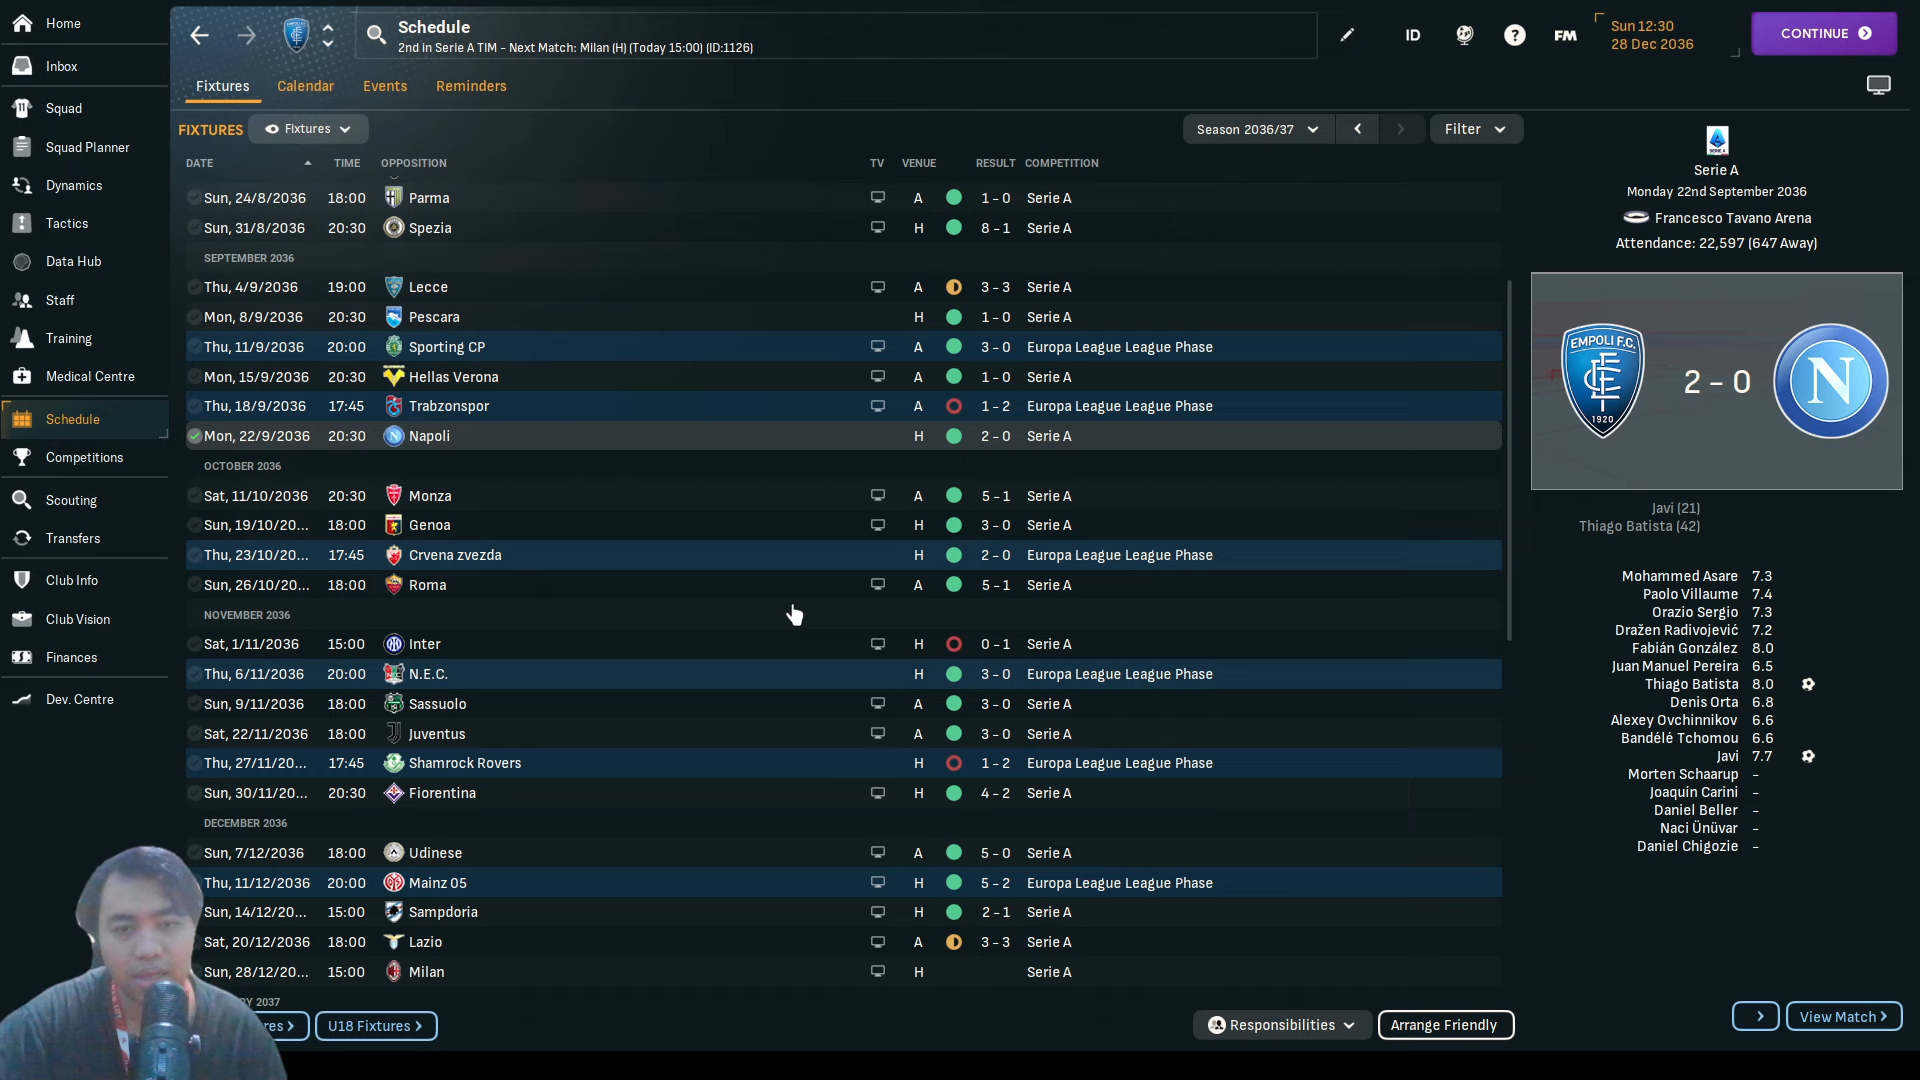 Home
Inbox
Squad
Squad Planner
Dynamics
Tactics
Data Hub
Staff
Training
Medical Centre
Schedule
Competitions
Scouting
Transfers
Club Info
Club Vision
Finances
Dev. Centre
Schedule
2nd in Serie A TIM - Next Match: Milan (H) (Today 15:00) (ID:1126)
ID
FM
Sun 12:30
28 Dec 2036
CONTINUE
Fixtures Calendar Events Reminders
FIXTURES Fixtures Season 2036/37 Filter
DATE TIME OPPOSITION TV VENUE RESULT COMPETITION
Sun, 24/8/2036 18:00 Parma A 1 - 0 Serie A
Sun, 31/8/2036 20:30 Spezia H 8 - 1 Serie A
SEPTEMBER 2036
Thu, 4/9/2036 19:00 Lecce A 3 - 3 Serie A
Mon, 8/9/2036 20:30 Pescara H 1 - 0 Serie A
Thu, 11/9/2036 20:00 Sporting CP A 3 - 0 Europa League League Phase
Mon, 15/9/2036 20:30 Hellas Verona A 1 - 0 Serie A
Thu, 18/9/2036 17:45 Trabzonspor A 1 - 2 Europa League League Phase
Mon, 22/9/2036 20:30 Napoli H 2 - 0 Serie A
OCTOBER 2036
Sat, 11/10/2036 20:30 Monza A 5 - 1 Serie A
Sun, 19/10/20... 18:00 Genoa H 3 - 0 Serie A
Thu, 23/10/20... 17:45 Crvena zvezda H 2 - 0 Europa League League Phase
Sun, 26/10/20... 18:00 Roma A 5 - 1 Serie A
NOVEMBER 2036
Sat, 1/11/2036 15:00 Inter H 0 - 1 Serie A
Thu, 6/11/2036 20:00 N.E.C. H 3 - 0 Europa League League Phase
Sun, 9/11/2036 18:00 Sassuolo A 3 - 0 Serie A
Sat, 22/11/2036 18:00 Juventus A 3 - 0 Serie A
Thu, 27/11/20... 17:45 Shamrock Rovers H 1 - 2 Europa League League Phase
Sun, 30/11/20... 20:30 Fiorentina H 4 - 2 Serie A
DECEMBER 2036
Sun, 7/12/2036 18:00 Udinese A 5 - 0 Serie A
Thu, 11/12/2036 20:00 Mainz 05 H 5 - 2 Europa League League Phase
Sun, 14/12/20... 15:00 Sampdoria H 2 - 1 Serie A
Sat, 20/12/2036 18:00 Lazio A 3 - 3 Serie A
Sun, 28/12/20... 15:00 Milan H Serie A
RY 2037
res U18 Fixtures Responsibilities Arrange Friendly
Serie A
Monday 22nd September 2036
Francesco Tavano Arena
Attendance: 22,597 (647 Away)
EMPOLI F.C.
1920
2 - 0
N
Javi (21)
Thiago Batista (42)
Mohammed Asare 7.3
Paolo Villaume 7.4
Orazio Sergio 7.3
Dražen Radivojević 7.2
Fabián González 8.0
Juan Manuel Pereira 6.5
Thiago Batista 8.0
Denis Orta 6.8
Alexey Ovchinnikov 6.6
Bandélé Tchomou 6.6
Javi 7.7
Morten Schaarup -
Joaquín Carini -
Daniel Beller -
Naci Ünüvar -
Daniel Chigozie -
View Match